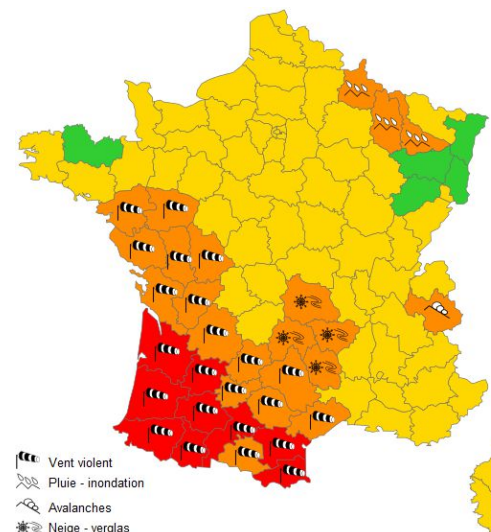 Vent violent
Pluie - inondation
Avalanches
Neige - verglas